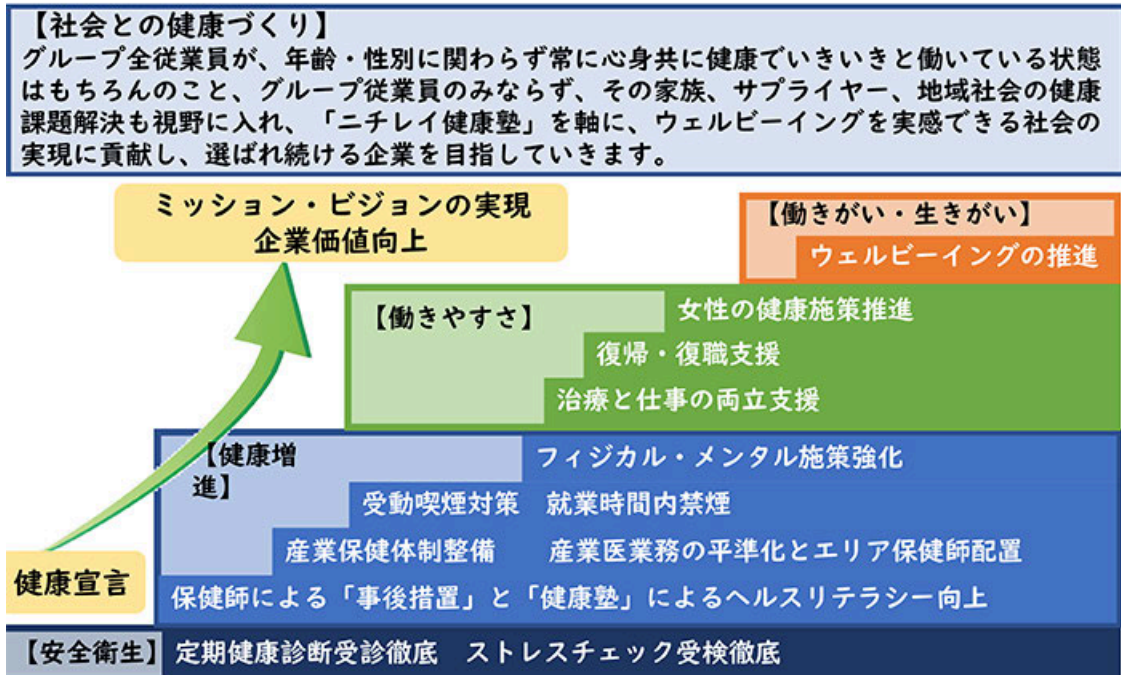 【社会との健康づくり】
グループ全従業員が、年齢・性別に関わらず常に心身共に健康でいきいきと働いている状態
はもちろんのこと、グループ従業員のみならず、その家族、サプライヤー、地域社会の健康
課題解決も視野に入れ、「ニチレイ健康塾」を軸に、ウェルビーイングを実感できる社会の
実現に貢献し、選ばれ続ける企業を目指していきます。
ミッション・ビジョンの実現
企業価値向上
【働きがい・生きがい】
ウェルビーイングの推進
【働きやすさ】
女性の健康施策推進
復帰・復職支援
治療と仕事の両立支援
【健康増
進】
フィジカル・メンタル施策強化
受動喫煙対策　就業時間内禁煙
産業保健体制整備　産業医業務の平準化とエリア保健師配置
保健師による「事後措置」と「健康塾」によるヘルスリテラシー向上
健康宣言
【安全衛生】定期健康診断受診徹底　ストレスチェック受検徹底